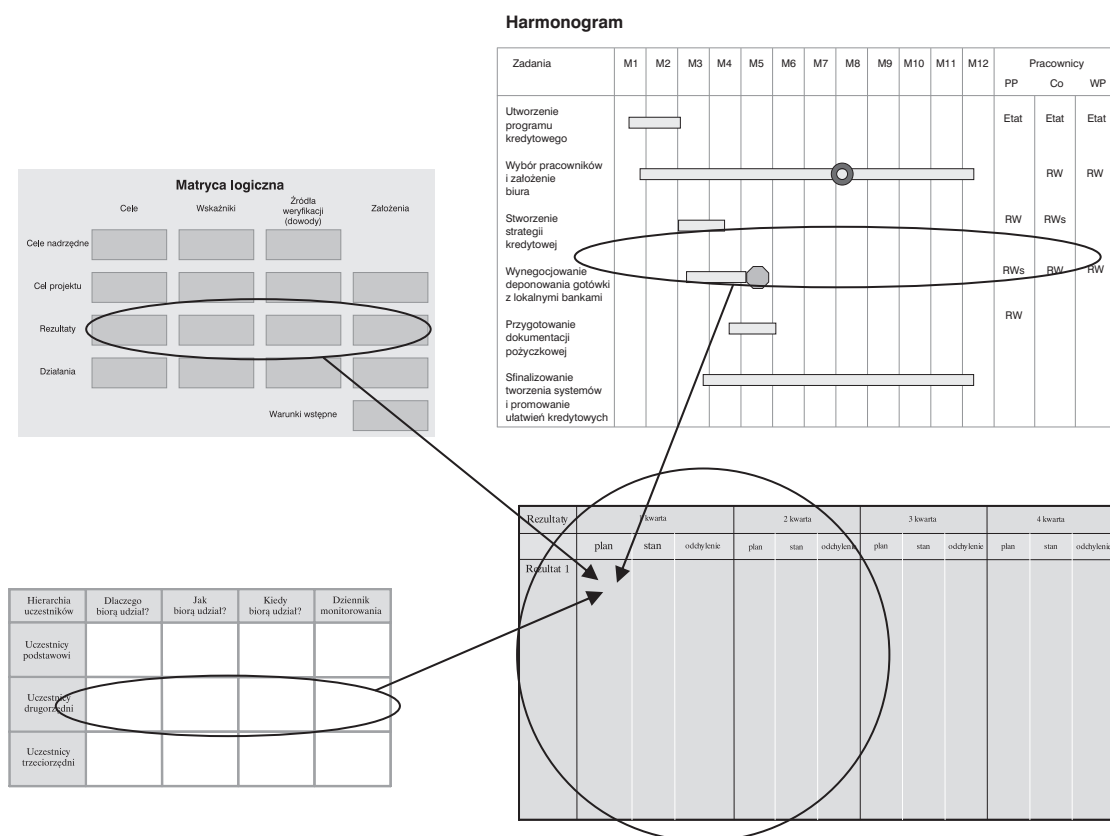 Harmonogram
Zadania M1 M2 M3 M4 M5 M6 M7 M8 M9 M10 M11 M12 Pracownicy
PP Co WP
Utworzenie
programu
kredytowego
Etat Etat Etat
Wybór pracowników
i założenie
biura
RW RW
Stworzenie
strategii
kredytowej
RW RWs
Wynegocjowanie
deponowania gotówki
z lokalnymi bankami
RWs RW RW
Przygotowanie
dokumentacji
pożyczkowej
RW
Sfinalizowanie
tworzenia systemów
i promowanie
ułatwień kredytowych
Matryca logiczna
Cele Wskaźniki Źródła
weryfikacji
(dowody)
Założenia
Cele nadrzędne
Cel projektu
Rezultaty
Działania
Warunki wstępne
Rezultaty 1 kwarta 2 kwarta 3 kwarta 4 kwarta
plan stan odchylenie plan stan odchylenie plan stan odchylenie plan stan odchylenie
Rezultat 1
Hierarchia
uczestników
Dlaczego
biorą udział?
Jak
biorą udział?
Kiedy
biorą udział?
Dziennik
monitorowania
Uczestnicy
podstawowi
Uczestnicy
drugorzędni
Uczestnicy
trzeciorzędni